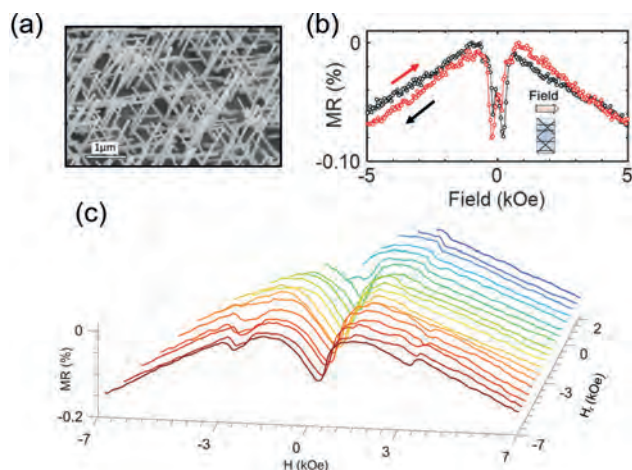 (a)
1μm
(b)
0
MR (%)
-0.10
-5
0
5
Field (kOe)
Field
(c)
0
MR (%)
-0.2
-7
-3
0
3
7
H (kOe)
2
0
-3
-7
Hr (kOe)